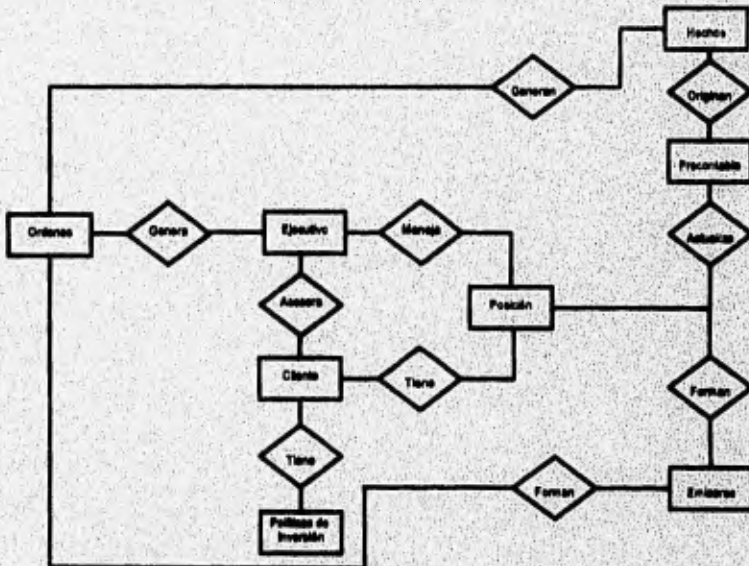 Hechos
Generan
Originan
Precontable
Ordenes
Genera
Ejecutivo
Maneja
Actualiza
Asesora
Posición
Cliente
Tiene
Forman
Tiene
Forman
Emisoras
Políticas de
Inversión